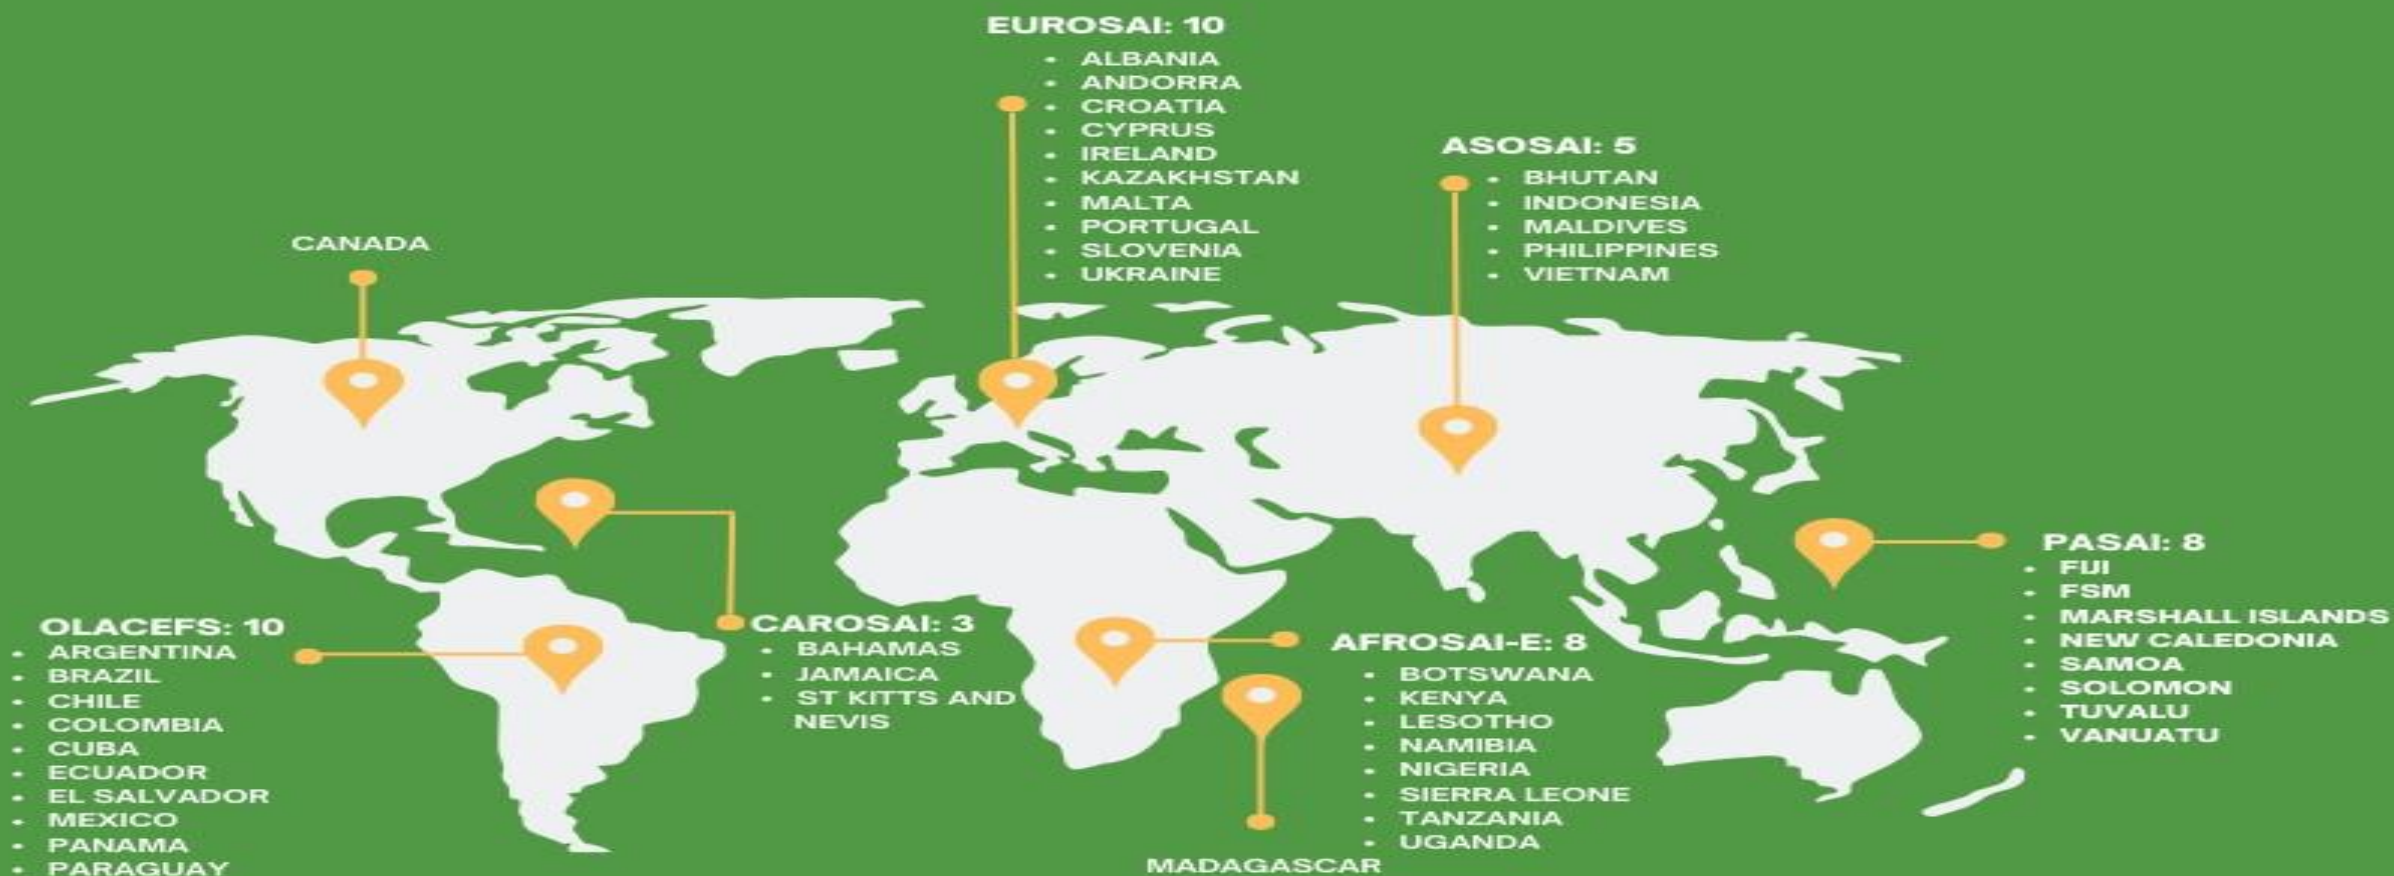 EUROSAI: 10
• ALBANIA
• ANDORRA
• CROATIA
• CYPRUS
• IRELAND
• KAZAKHSTAN
• MALTA
• PORTUGAL
• SLOVENIA
• UKRAINE
ASOSAI: 5
• BHUTAN
• INDONESIA
• MALDIVES
• PHILIPPINES
• VIETNAM
CANADA
PASAI: 8
• FIJI
• FSM
• MARSHALL ISLANDS
• NEW CALEDONIA
• SAMOA
• SOLOMON
• TUVALU
• VANUATU
OLACEFS: 10
• ARGENTINA
• BRAZIL
• CHILE
• COLOMBIA
• CUBA
• ECUADOR
• EL SALVADOR
• MEXICO
• PANAMA
• PARAGUAY
CAROSAI: 3
• BAHAMAS
• JAMAICA
• ST KITTS AND
NEVIS
AFROSAI-E: 8
• BOTSWANA
• KENYA
• LESOTHO
• NAMIBIA
• NIGERIA
• SIERRA LEONE
• TANZANIA
• UGANDA
MADAGASCAR